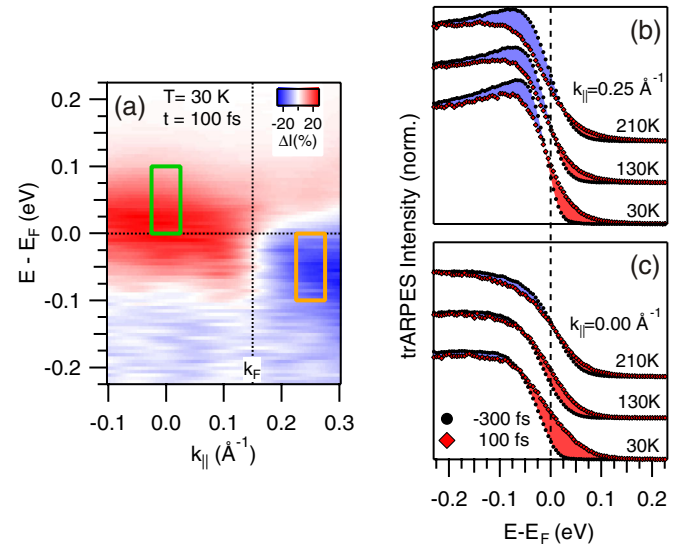 (a)
T= 30 K
t = 100 fs
-20 20
ΔI(%)
E - E_F (eV)
0.2
0.1
0.0
-0.1
-0.2
k_F
-0.1 0.0 0.1 0.2 0.3
k_|| (Å⁻¹)
(b)
k_||=0.25 Å⁻¹
210K
130K
30K
trARPES Intensity (norm.)
(c)
k_||=0.00 Å⁻¹
210K
130K
-300 fs
100 fs
30K
-0.2 -0.1 0.0 0.1 0.2
E-E_F (eV)